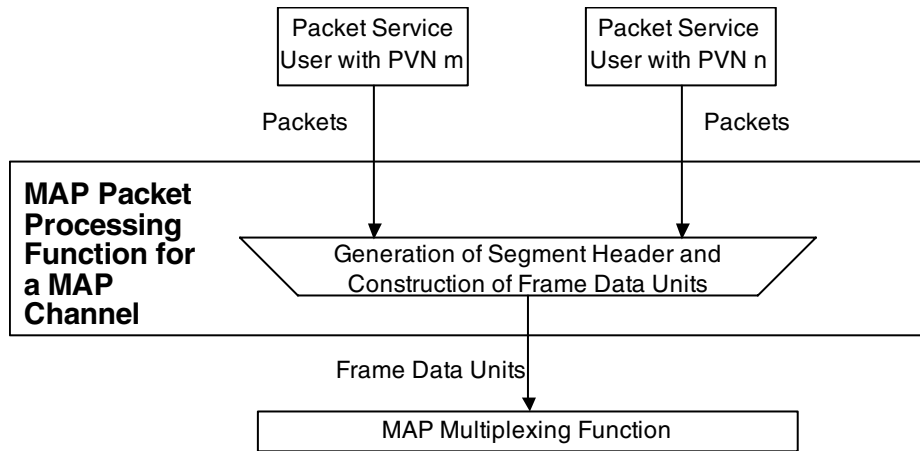 Packet Service
User with PVN m
Packet Service
User with PVN n
Packets
Packets
MAP Packet
Processing
Function for
a MAP
Channel
Generation of Segment Header and
Construction of Frame Data Units
Frame Data Units
MAP Multiplexing Function